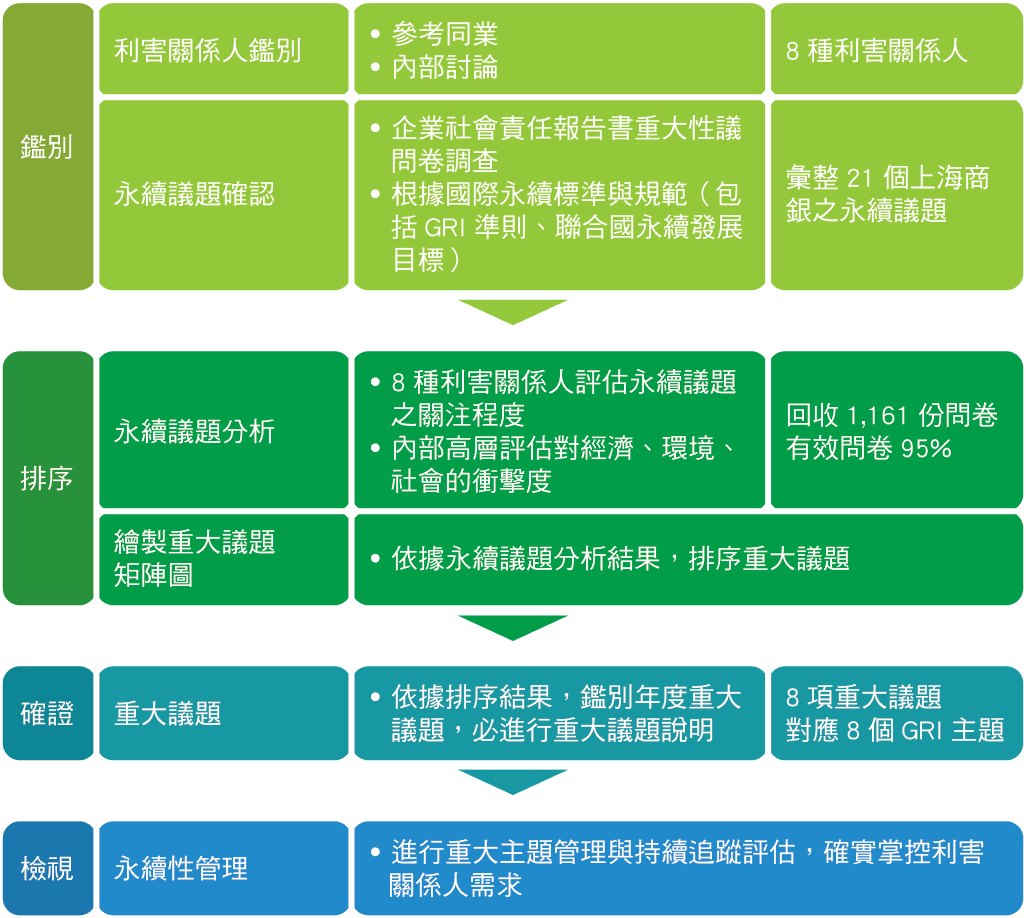 鑑別
利害關係人鑑別
• 參考同業
• 內部討論
8 種利害關係人
永續議題確認
• 企業社會責任報告書重大性議
問卷調查
• 根據國際永續標準與規範（包
括 GRI 準則、聯合國永續發展
目標）
彙整 21 個上海商
銀之永續議題
排序
永續議題分析
• 8 種利害關係人評估永續議題
之關注程度
• 內部高層評估對經濟、環境、
社會的衝擊度
回收 1,161 份問卷
有效問卷 95%
繪製重大議題
矩陣圖
• 依據永續議題分析結果，排序重大議題
確證
重大議題
• 依據排序結果，鑑別年度重大
議題，必進行重大議題說明
8 項重大議題
對應 8 個 GRI 主題
檢視
永續性管理
• 進行重大主題管理與持續追蹤評估，確實掌控利害
關係人需求